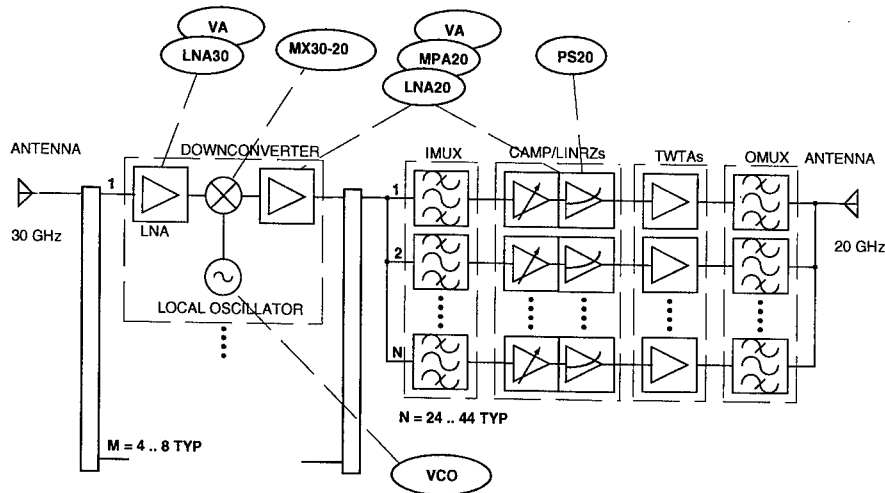 VA
LNA30
MX30-20
VA
MPA20
LNA20
PS20
ANTENNA
DOWNCONVERTER
IMUX
CAMP/LINRZs
TWTAs
OMUX
ANTENNA
1
1
LNA
30 GHz
20 GHz
2
LOCAL OSCILLATOR
N
N = 24 .. 44 TYP
M = 4 .. 8 TYP
VCO